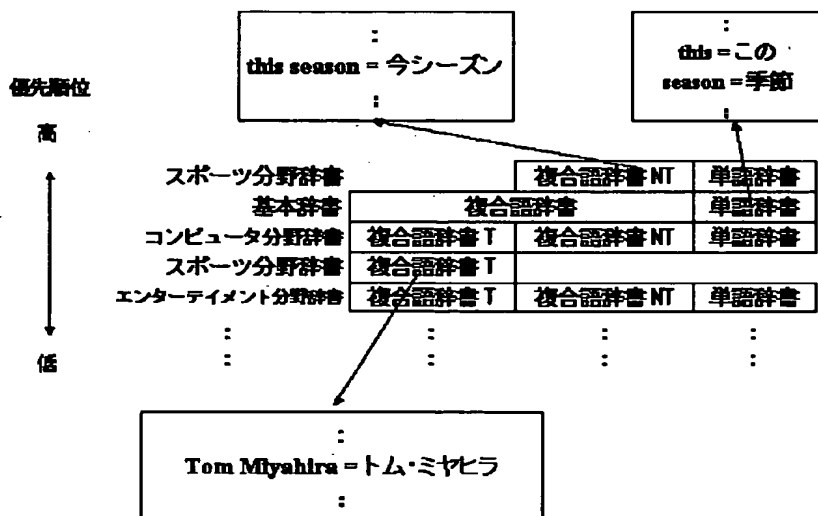 :
this season = 今シーズン
:
:
this = この
season = 季節
:
優先順位
高
スポーツ分野辞書 複合語辞書 NT 単語辞書
基本辞書 複合語辞書 単語辞書
コンピュータ分野辞書 複合語辞書 T 複合語辞書 NT 単語辞書
スポーツ分野辞書 複合語辞書 T
エンターテイメント分野辞書 複合語辞書 T 複合語辞書 NT 単語辞書
: : : :
低 : : : :
:
Tom Miyahira = トム・ミヤヒラ
: